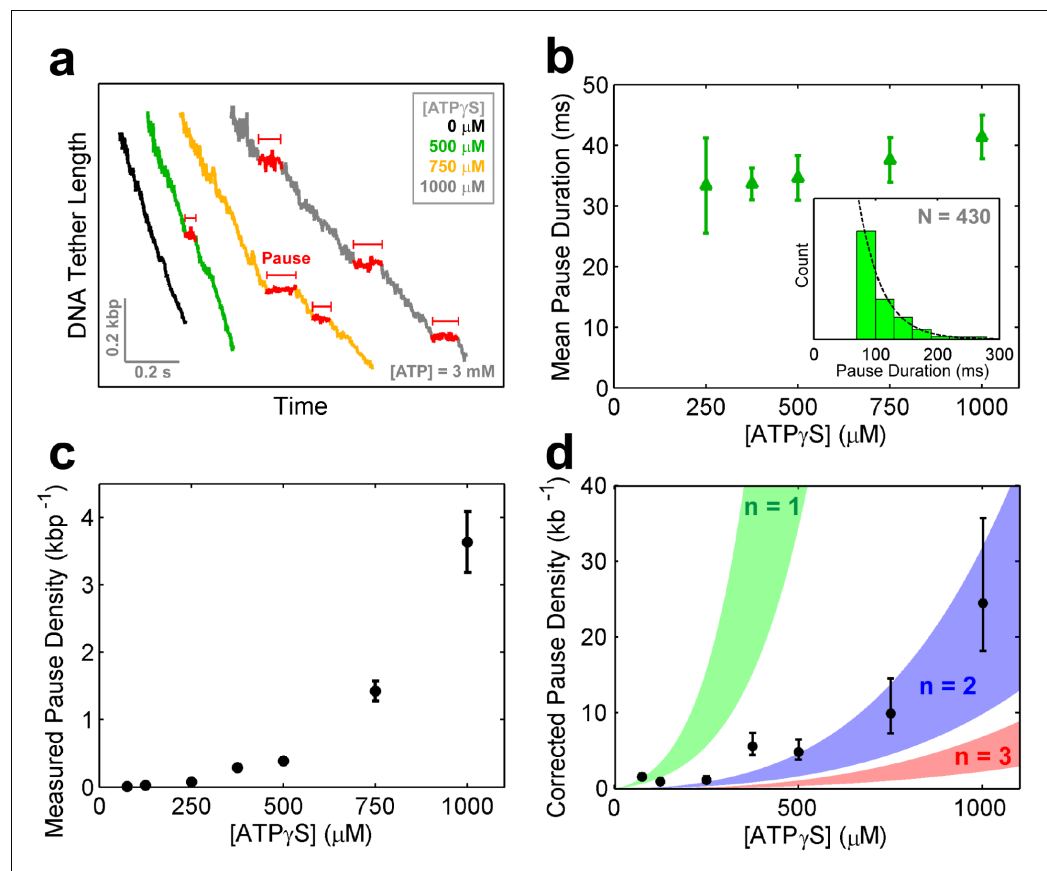 a
[ATPγS]
0 μM
500 μM
750 μM
1000 μM
Pause
0.2 kbp
0.2 s
[ATP] = 3 mM
DNA Tether Length
Time
b
50
40
30
20
10
0
0 250 500 750 1000
Mean Pause Duration (ms)
[ATPγS] (μM)
N = 430
Count
0 100 200 300
Pause Duration (ms)
c
4
3
2
1
0
0 250 500 750 1000
Measured Pause Density (kbp⁻¹)
[ATPγS] (μM)
d
40
30
20
10
0
0 500 1000
Corrected Pause Density (kb⁻¹)
[ATPγS] (μM)
n = 1
n = 2
n = 3